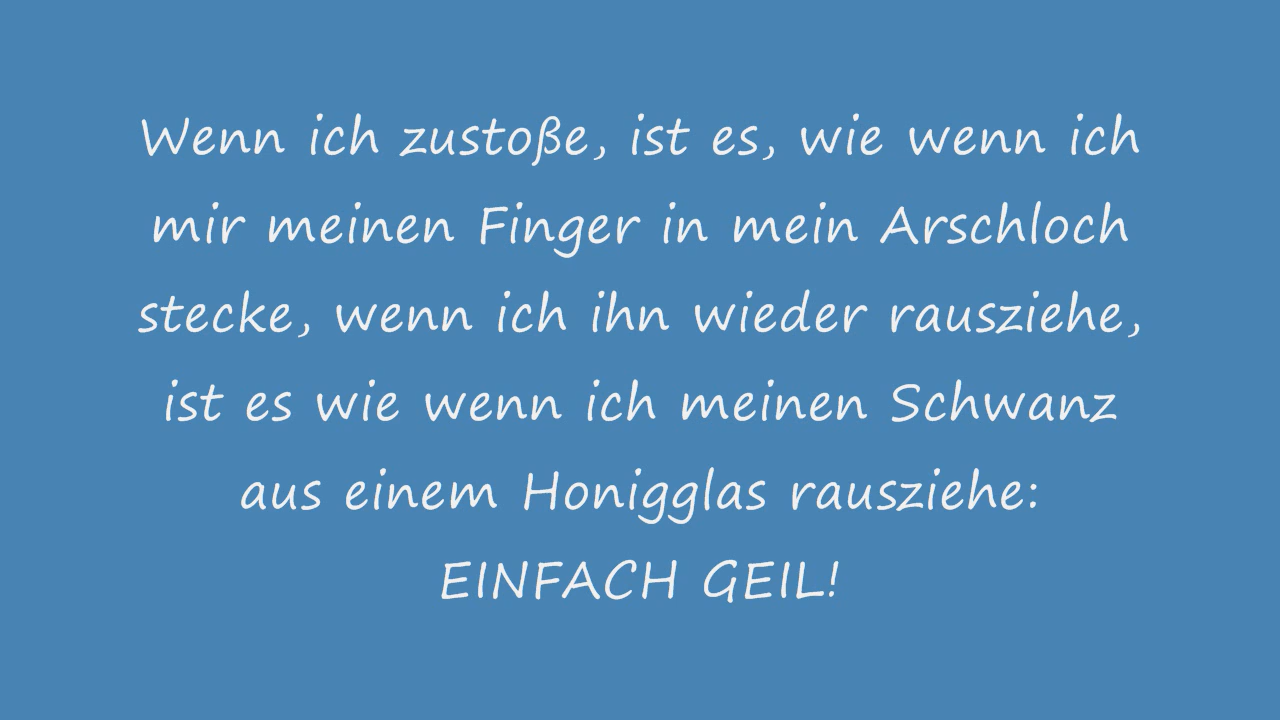 Wenn ich zustoße, ist es, wie wenn ich
mir meinen Finger in mein Arschloch
stecke, wenn ich ihn wieder rausziehe,
ist es wie wenn ich meinen Schwanz
aus einem Honigglas rausziehe:
EINFACH GEIL!